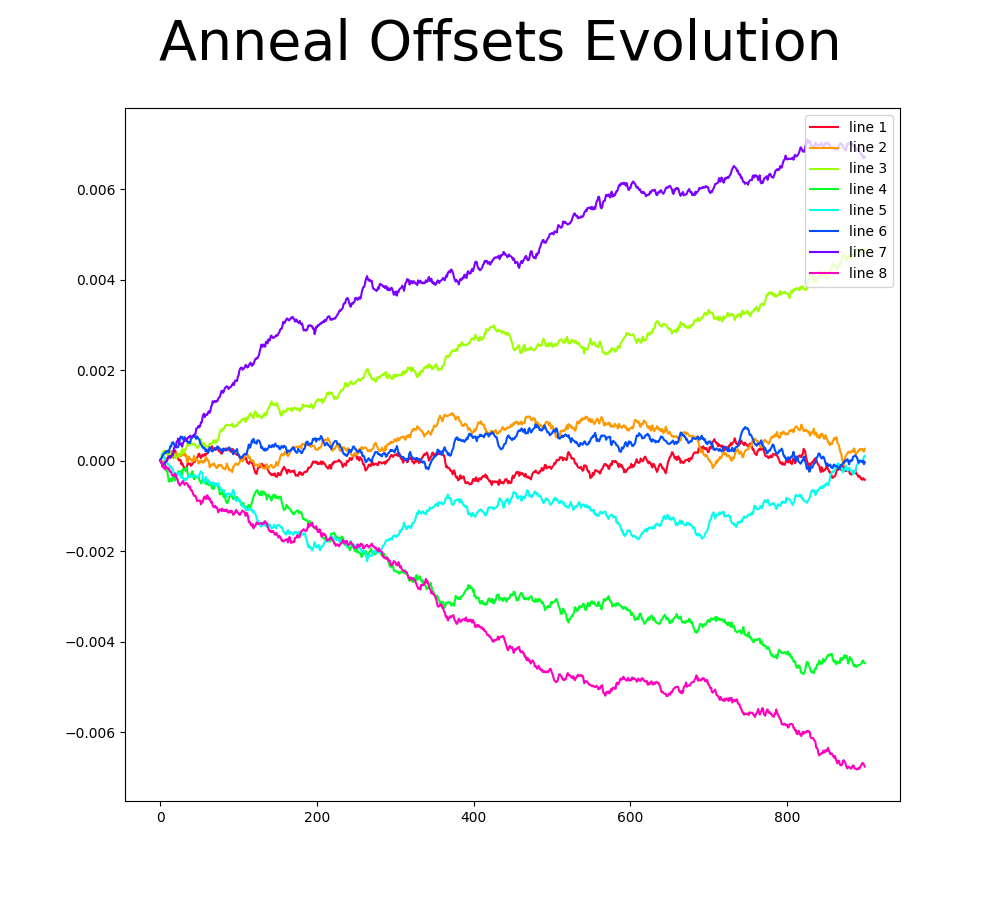 Anneal Offsets Evolution
line 1
line 2
line 3
line 4
line 5
line 6
line 7
line 8
0.006
0.004
0.002
0.000
−0.002
−0.004
−0.006
0 200 400 600 800